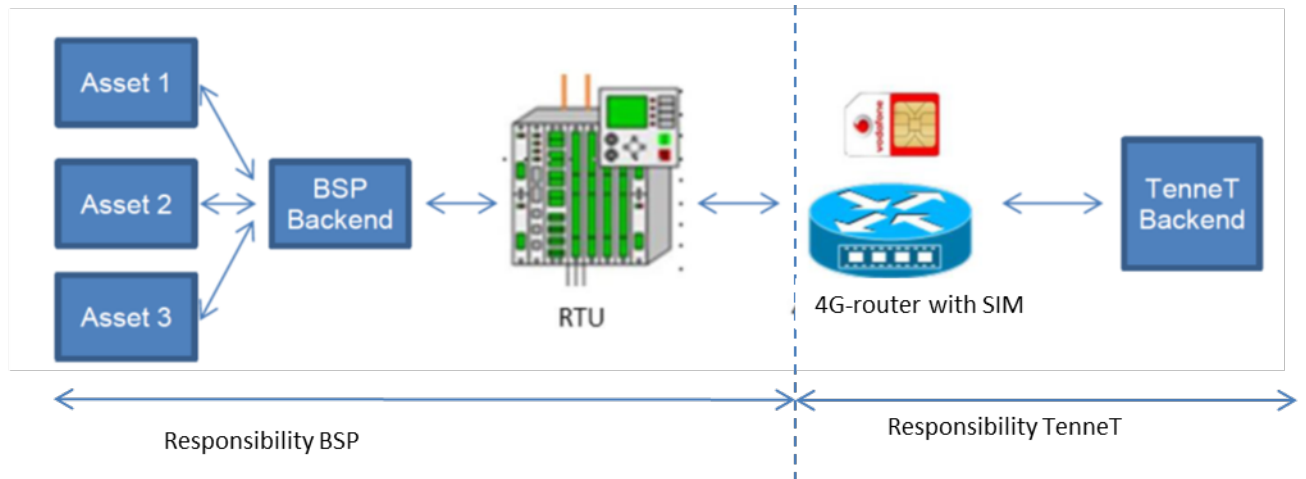 Asset 1
Asset 2
Asset 3
BSP
Backend
RTU
vodafone
4G-router with SIM
TenneT
Backend
Responsibility BSP
Responsibility TenneT